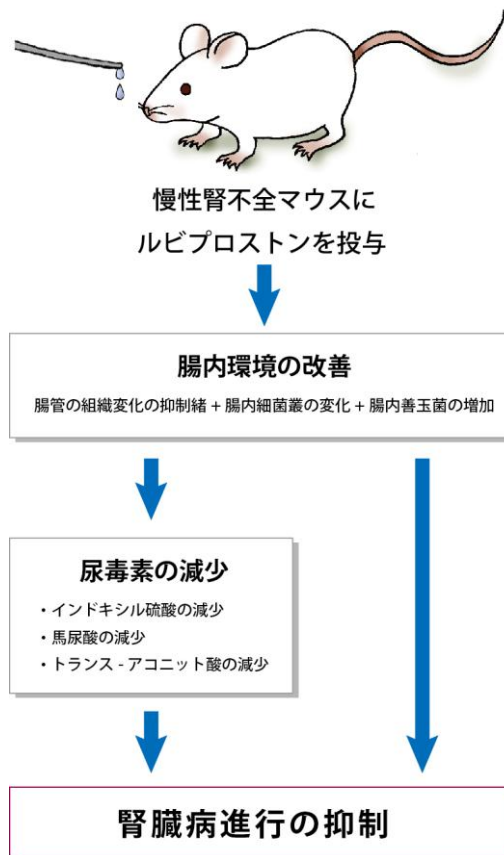 慢性腎不全マウスに
ルビプロストンを投与
腸内環境の改善
腸管の組織変化の抑制緒 + 腸内細菌叢の変化 + 腸内善玉菌の増加
尿毒素の減少
・インドキシル硫酸の減少
・馬尿酸の減少
・トランス - アコニット酸の減少
腎臓病進行の抑制